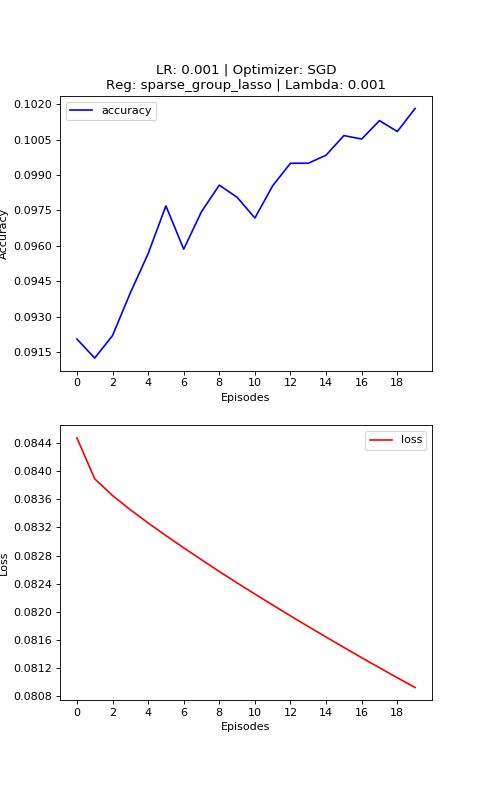 LR: 0.001 | Optimizer: SGD
Reg: sparse_group_lasso | Lambda: 0.001
accuracy
0.1020
0.1005
0.0990
0.0975
0.0960
0.0945
0.0930
0.0915
Accuracy
0 2 4 6 8 10 12 14 16 18
Episodes
loss
0.0844
0.0840
0.0836
0.0832
0.0828
0.0824
0.0820
0.0816
0.0812
0.0808
Loss
0 2 4 6 8 10 12 14 16 18
Episodes